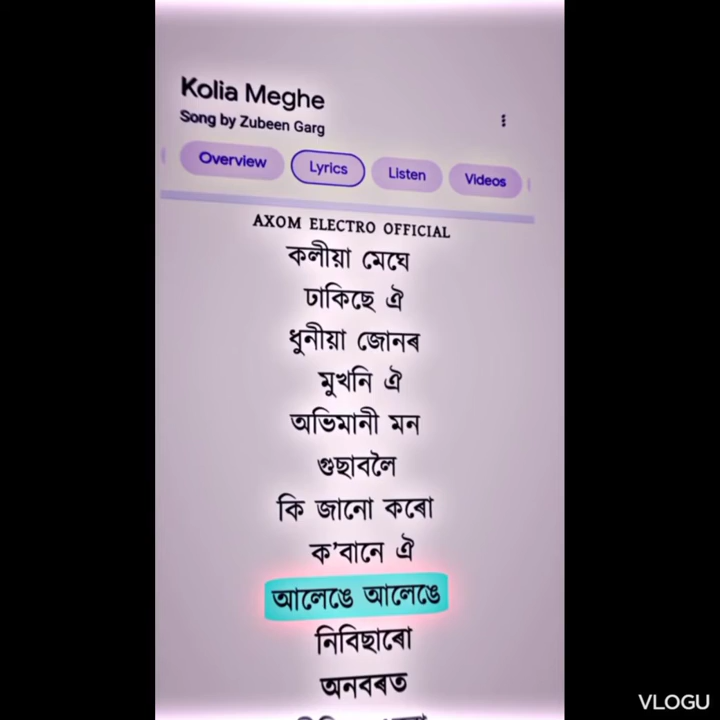 Kolia Meghe
Song by Zubeen Garg
Overview Lyrics Listen Videos
AXOM ELECTRO OFFICIAL
কলীয়া মেঘে
ঢাকিছে ঐ
ধুনীয়া জোনৰ
মুখনি ঐ
অভিমানী মন
গুছাবলৈ
কি জানো কৰো
ক'বানে ঐ
আলেঙে আলেঙে
নিবিছাৰো
অনবৰত
VLOGU